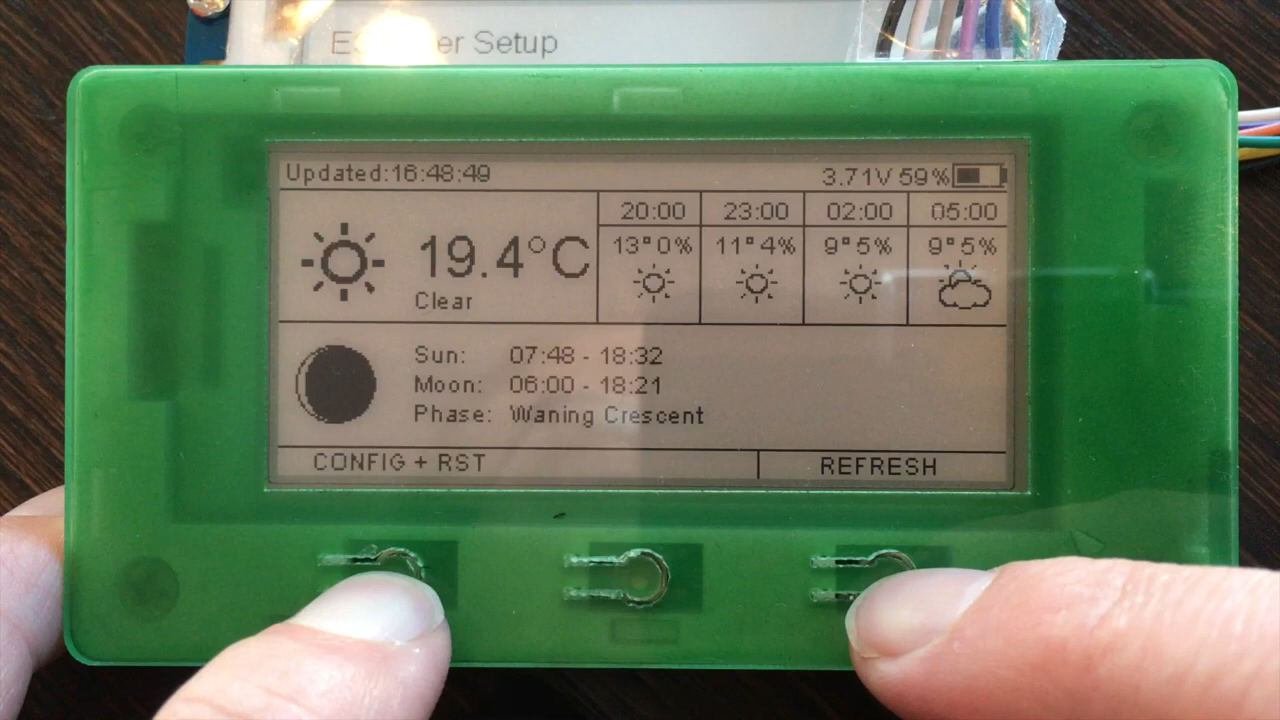 Setup
Updated:16:48:49
3.71V 59%
20:00 23:00 02:00 05:00
19.4°C
13°0% 11°4% 9°5% 9°5%
Clear
Sun: 07:48 - 18:32
Moon: 06:00 - 18:21
Phase: Waning Crescent
CONFIG + RST
REFRESH